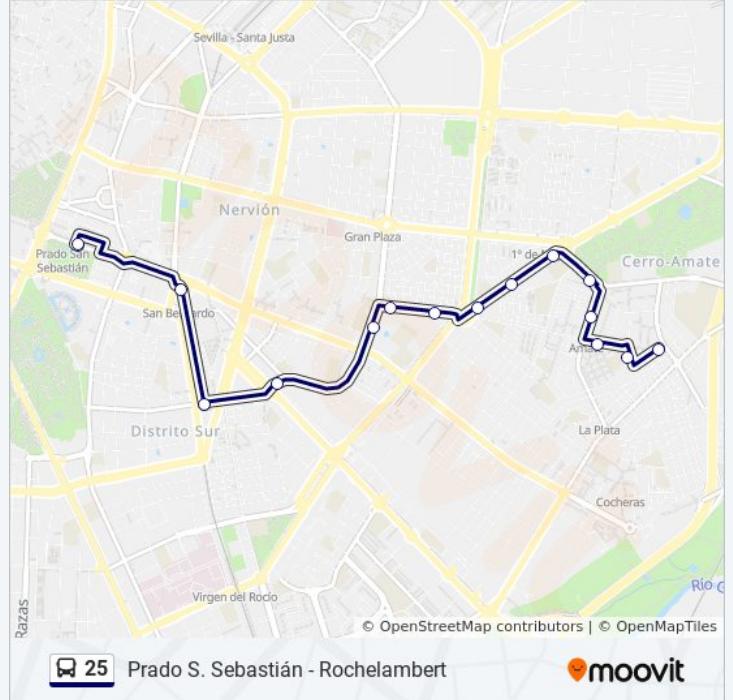 Sevilla - Santa Justa
Nervión
Gran Plaza
1º de
Prado San
Sebastián
Cerro-Amate
San Bernardo
Distrito Sur
La Plata
Cocheras
Virgen del Rocío
Río G
Razas
© OpenStreetMap contributors | © OpenMapTiles
25 Prado S. Sebastián - Rochelambert
moovit